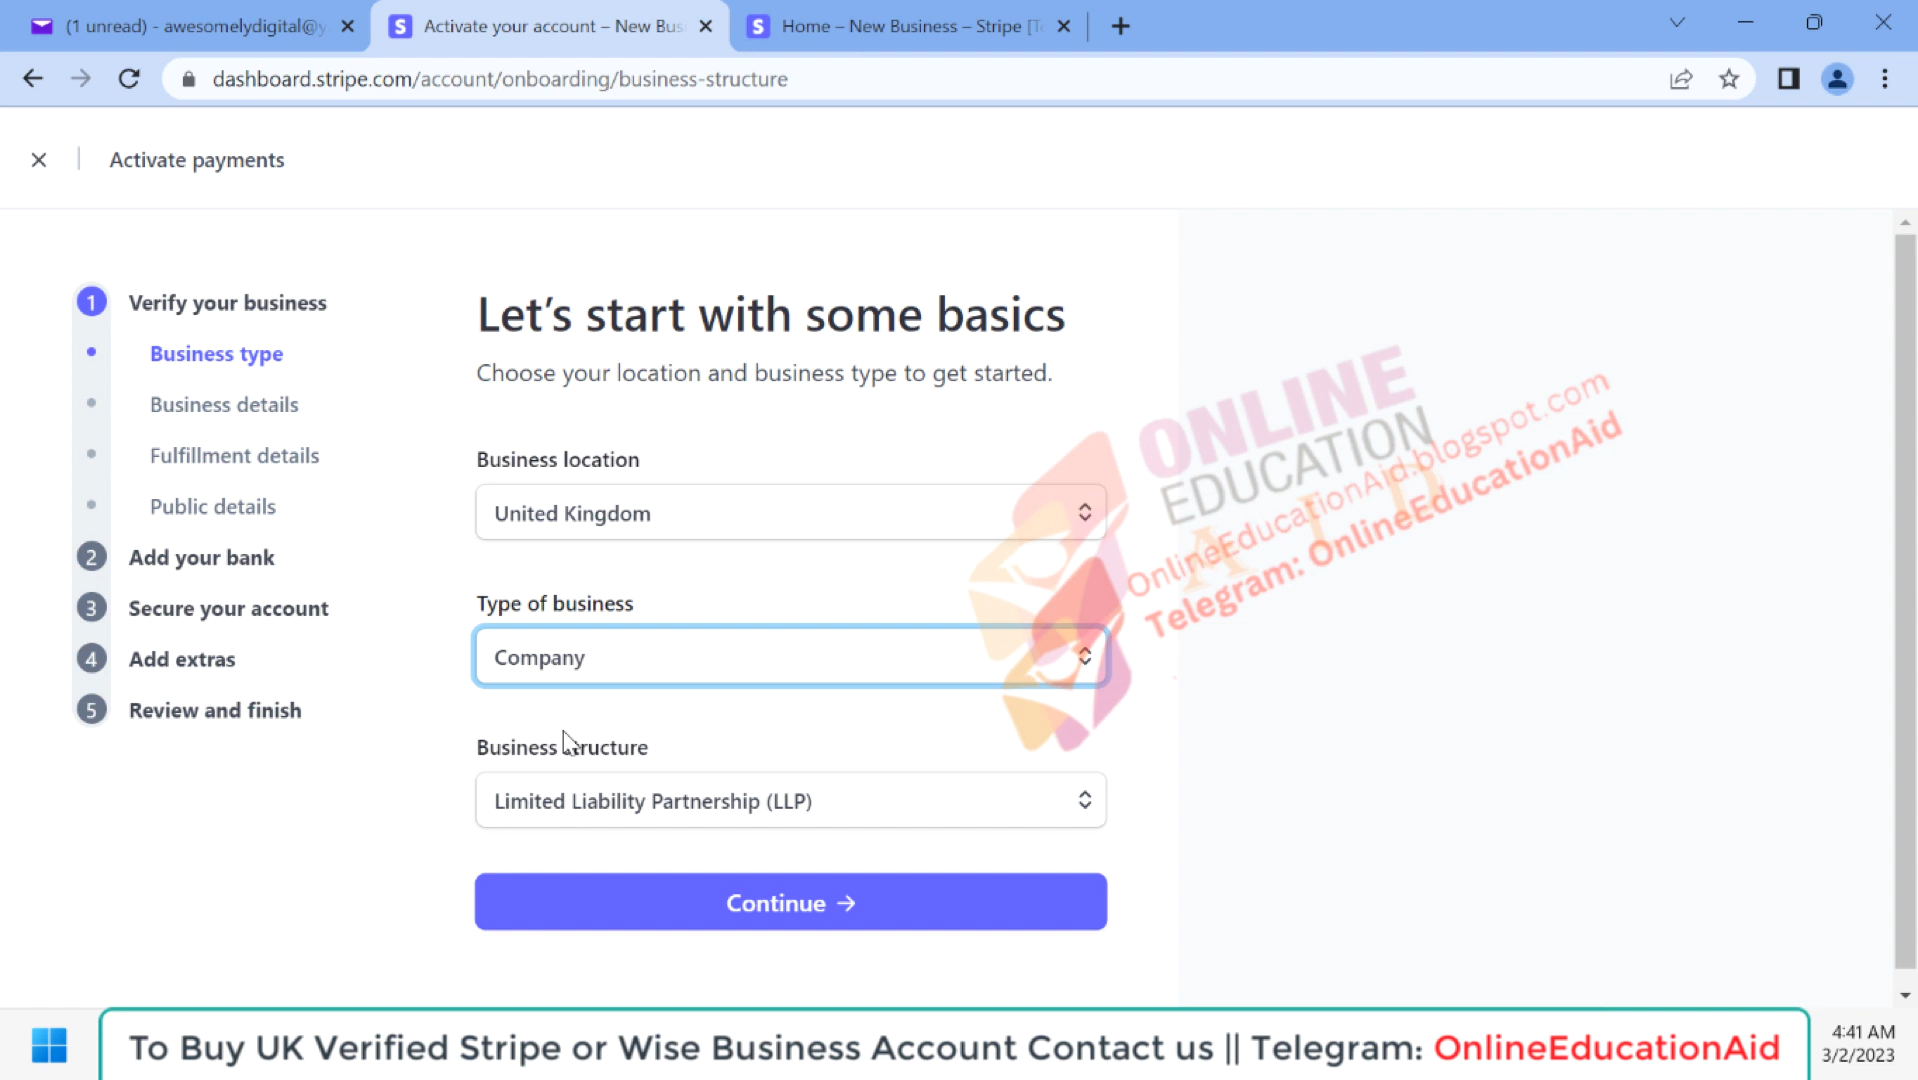 (1 unread) - awesomelydigital@y
Activate your account – New Bus
Home – New Business – Stripe [Te
dashboard.stripe.com/account/onboarding/business-structure
Activate payments
1 Verify your business
Business type
Business details
Fulfillment details
Public details
2 Add your bank
3 Secure your account
4 Add extras
5 Review and finish
Let's start with some basics
Choose your location and business type to get started.
Business location
United Kingdom
Type of business
Company
Business structure
Limited Liability Partnership (LLP)
Continue →
ONLINE
EDUCATION
AID
OnlineEducationAid.blogspot.com
Telegram: OnlineEducationAid
To Buy UK Verified Stripe or Wise Business Account Contact us || Telegram: OnlineEducationAid
4:41 AM
3/2/2023